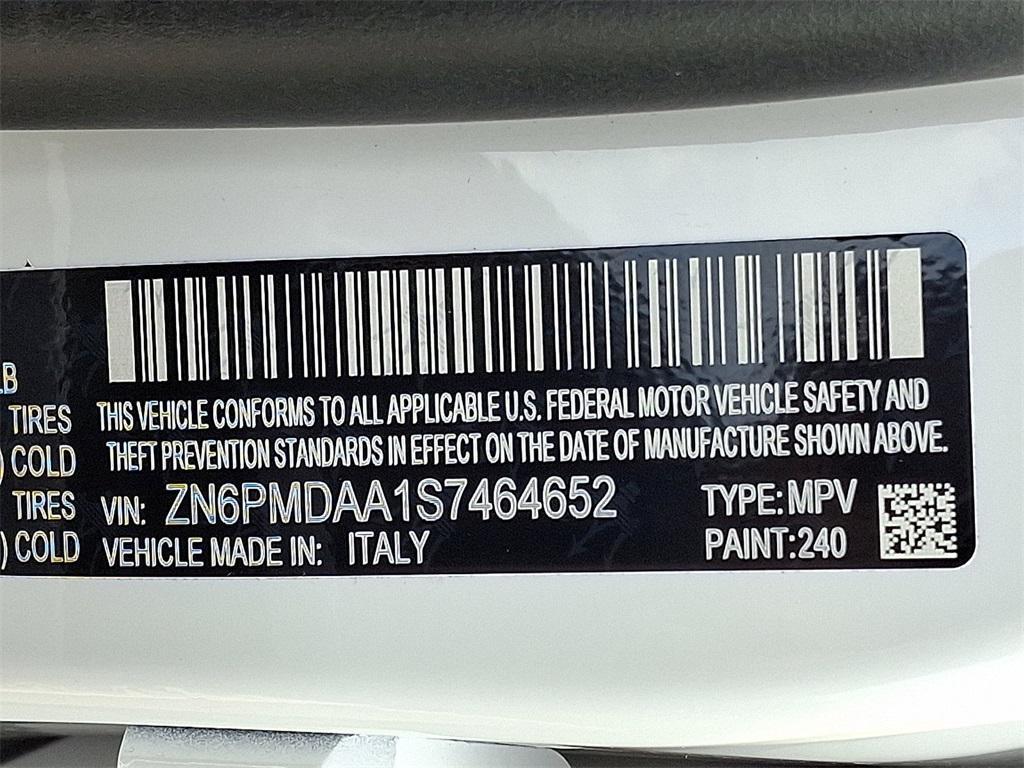 LB
TIRES THIS VEHICLE CONFORMS TO ALL APPLICABLE U.S. FEDERAL MOTOR VEHICLE SAFETY AND
) COLD THEFT PREVENTION STANDARDS IN EFFECT ON THE DATE OF MANUFACTURE SHOWN ABOVE.
TIRES VIN: ZN6PMDAA1S7464652 TYPE: MPV
) COLD VEHICLE MADE IN: ITALY PAINT: 240